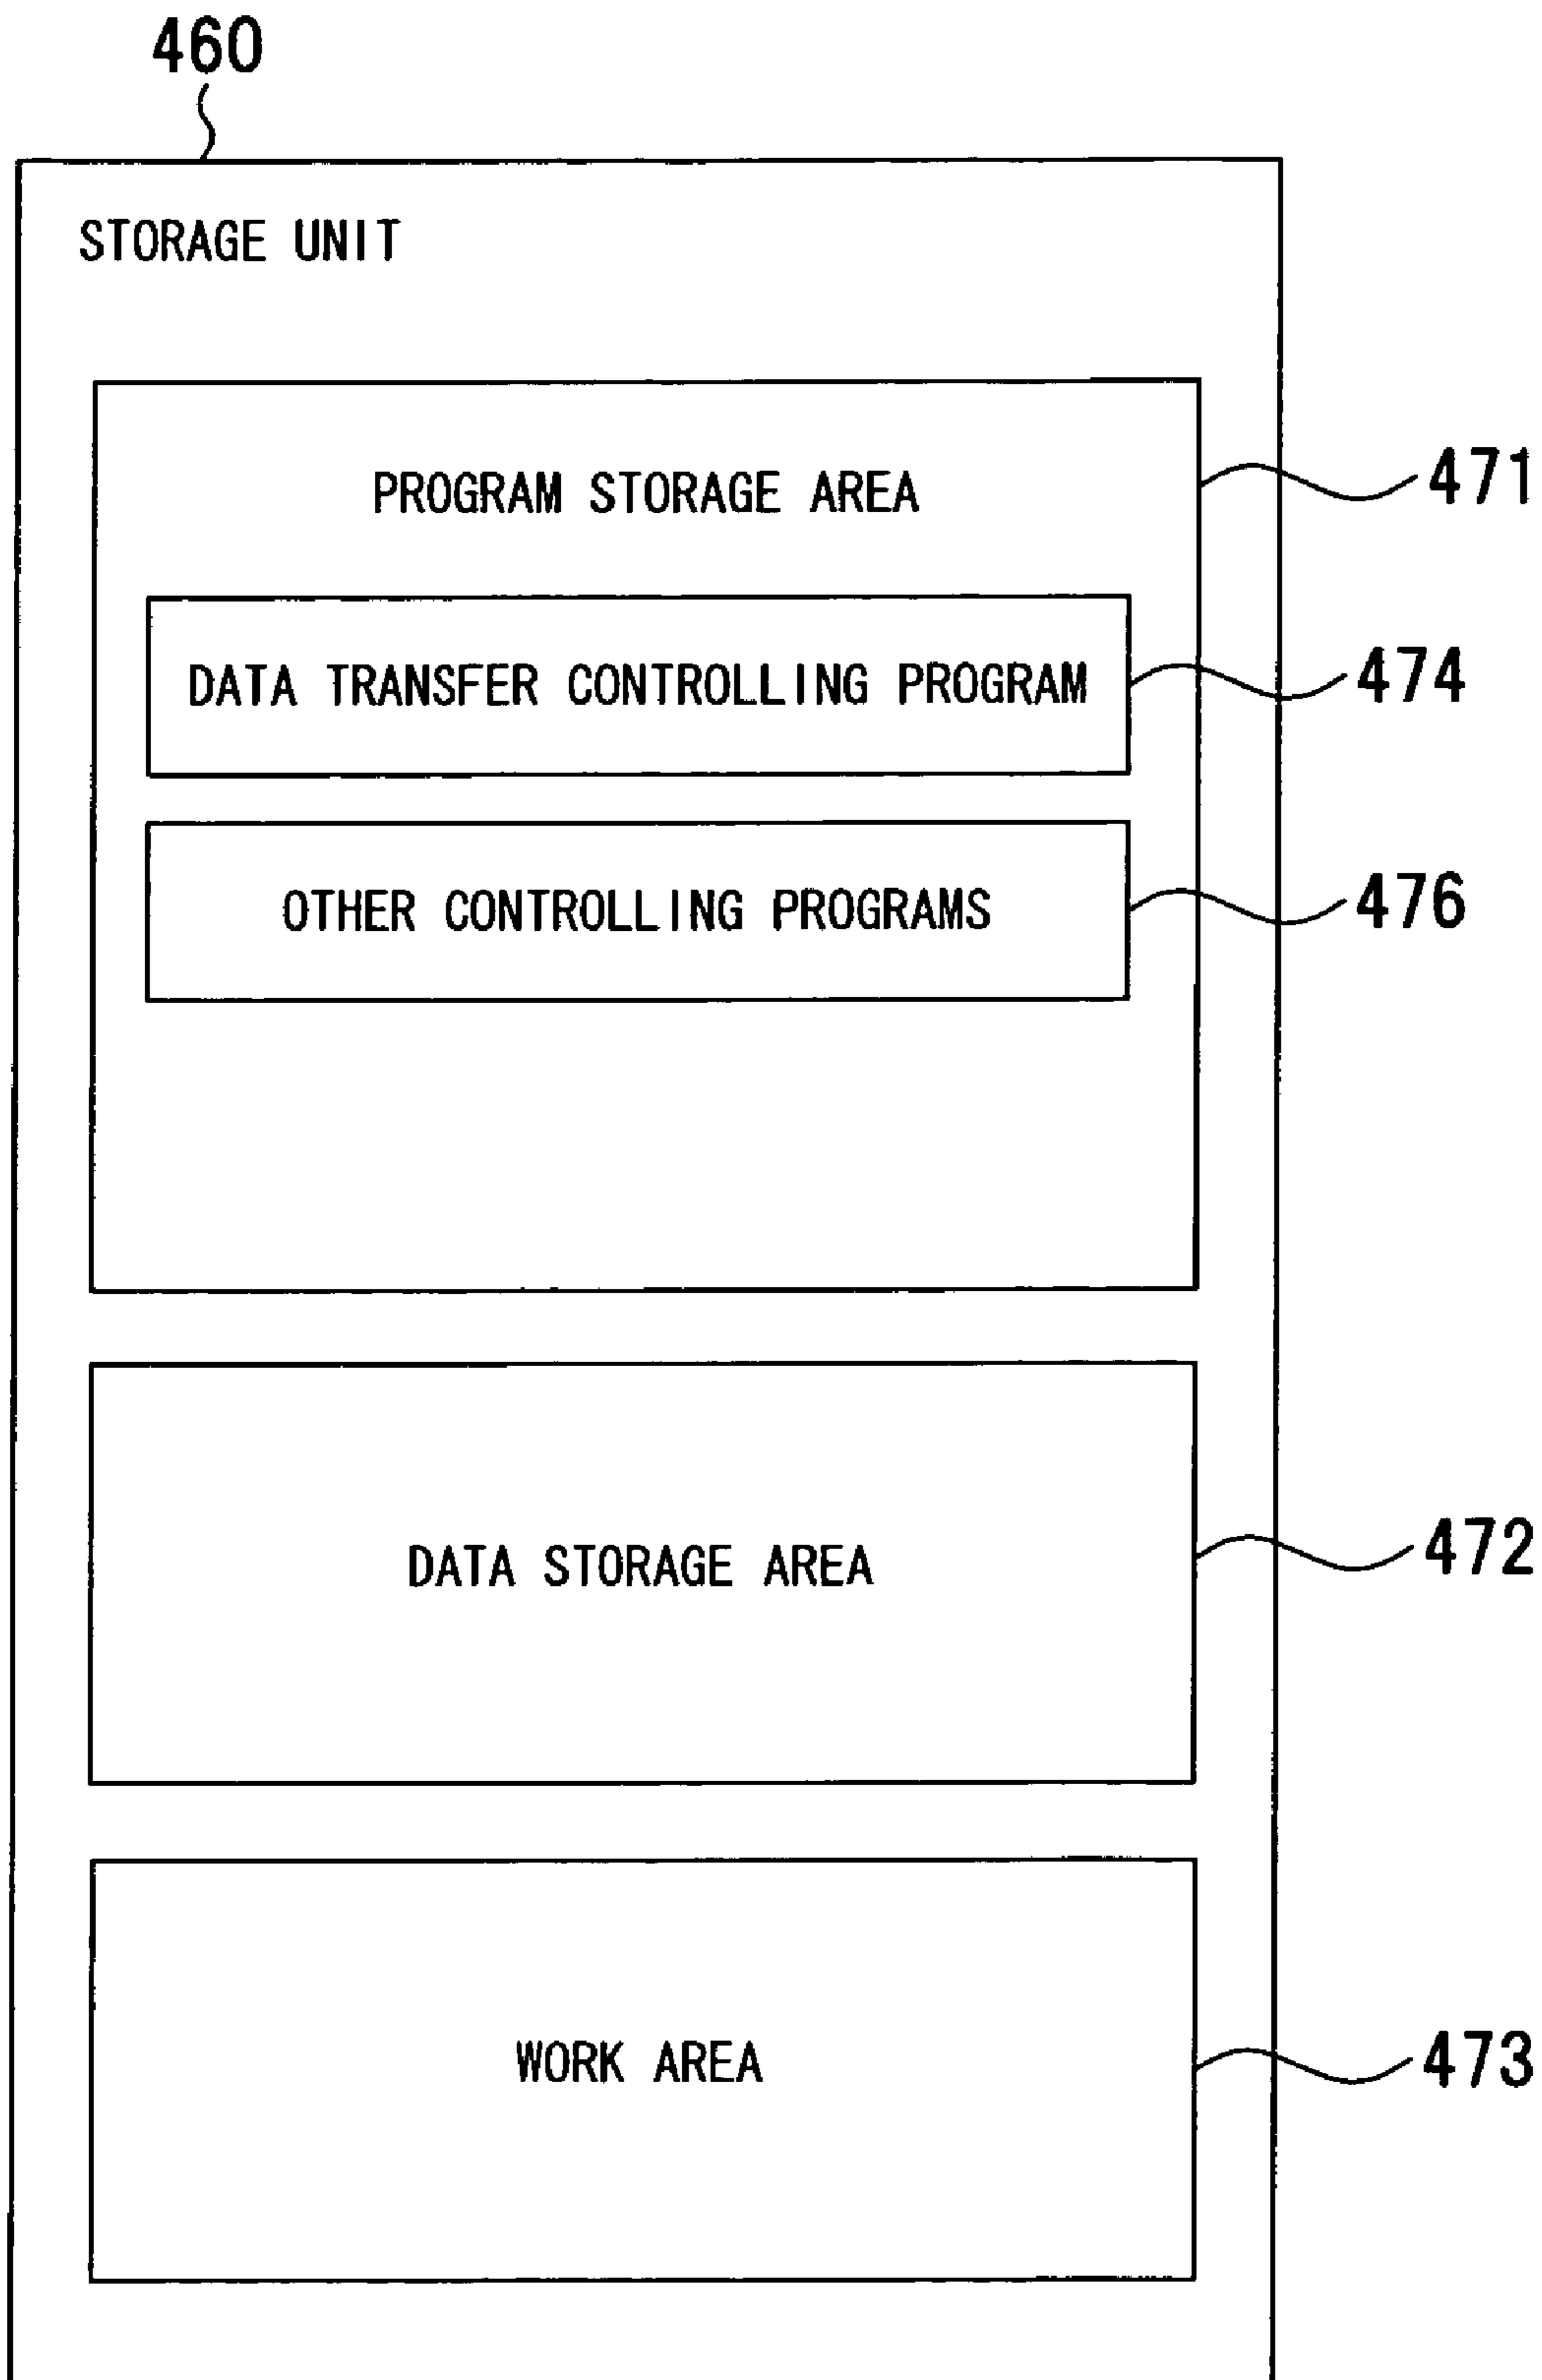 460
STORAGE UNIT
PROGRAM STORAGE AREA
471
DATA TRANSFER CONTROLLING PROGRAM
474
OTHER CONTROLLING PROGRAMS
476
DATA STORAGE AREA
472
WORK AREA
473